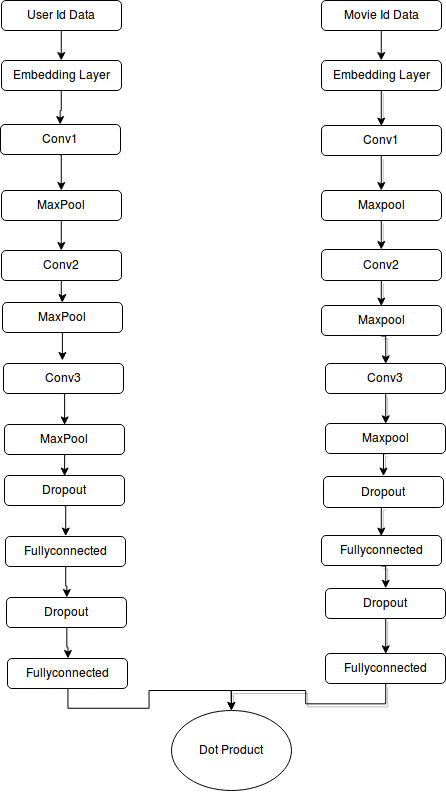 User Id Data
Movie Id Data
Embedding Layer
Embedding Layer
Conv1
Conv1
MaxPool
Maxpool
Conv2
Conv2
MaxPool
Maxpool
Conv3
Conv3
MaxPool
Maxpool
Dropout
Dropout
Fullyconnected
Fullyconnected
Dropout
Dropout
Fullyconnected
Fullyconnected
Dot Product